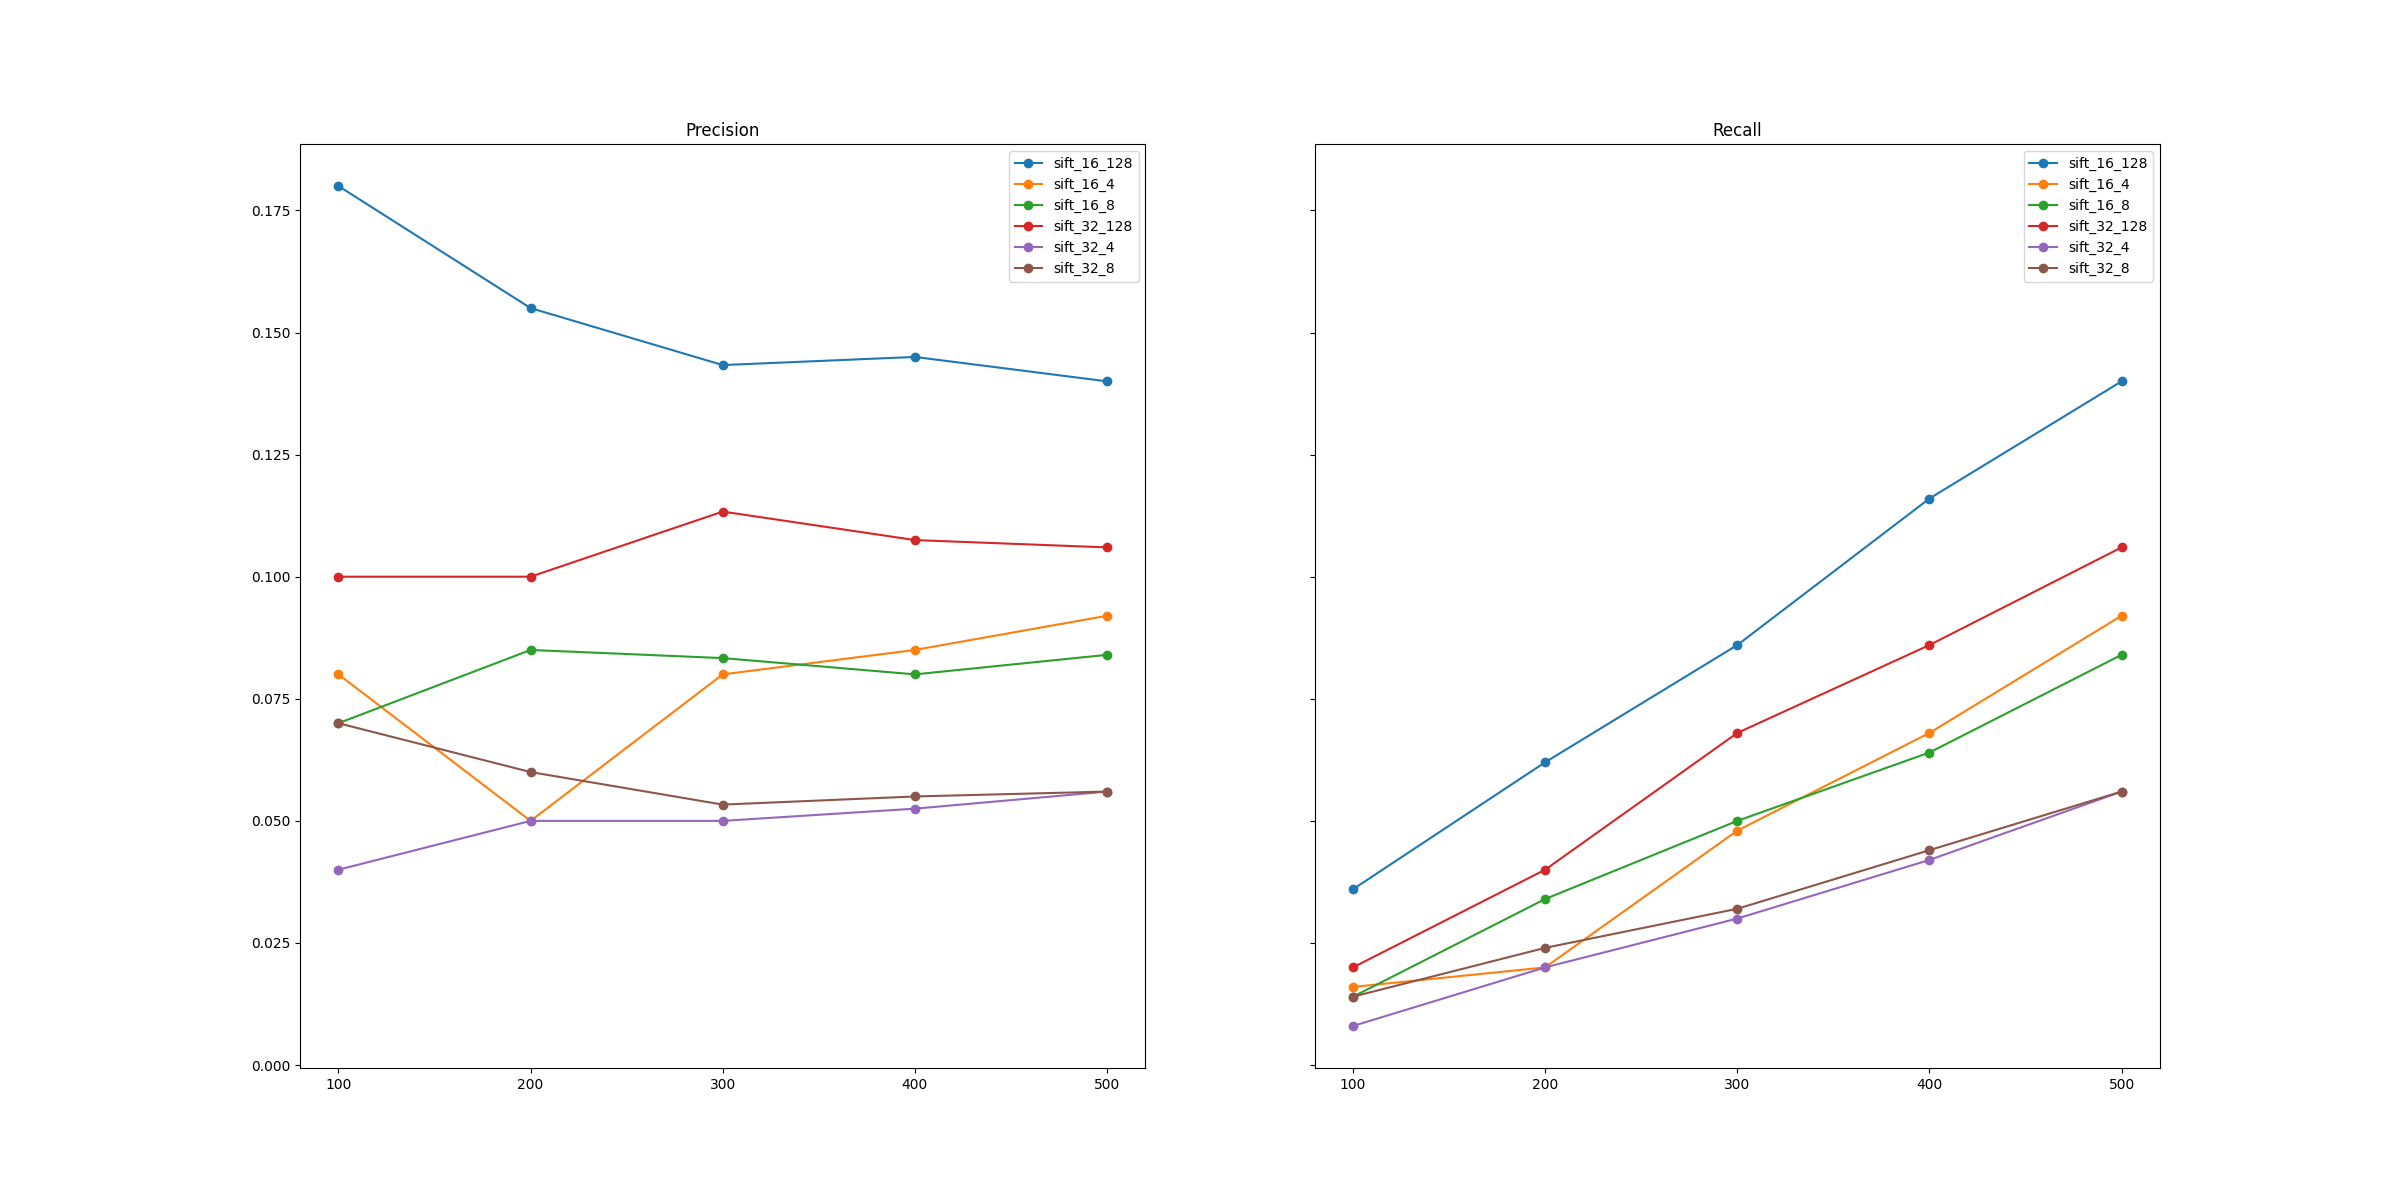 Precision
sift_16_128
sift_16_4
sift_16_8
sift_32_128
sift_32_4
sift_32_8
0.175
0.150
0.125
0.100
0.075
0.050
0.025
0.000
100 200 300 400 500
Recall
sift_16_128
sift_16_4
sift_16_8
sift_32_128
sift_32_4
sift_32_8
100 200 300 400 500